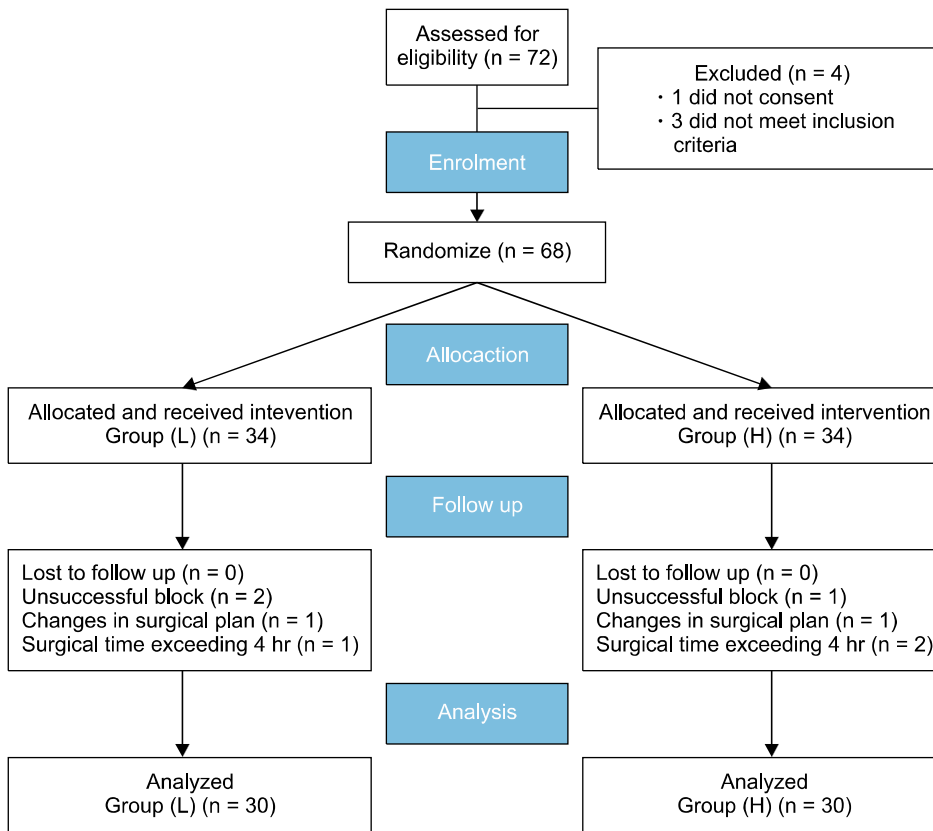 Assessed for
eligibility (n = 72)
Excluded (n = 4)
· 1 did not consent
· 3 did not meet inclusion
criteria
Enrolment
Randomize (n = 68)
Allocaction
Allocated and received intevention
Group (L) (n = 34)
Allocated and received intervention
Group (H) (n = 34)
Follow up
Lost to follow up (n = 0)
Unsuccessful block (n = 2)
Changes in surgical plan (n = 1)
Surgical time exceeding 4 hr (n = 1)
Lost to follow up (n = 0)
Unsuccessful block (n = 1)
Changes in surgical plan (n = 1)
Surgical time exceeding 4 hr (n = 2)
Analysis
Analyzed
Group (L) (n = 30)
Analyzed
Group (H) (n = 30)